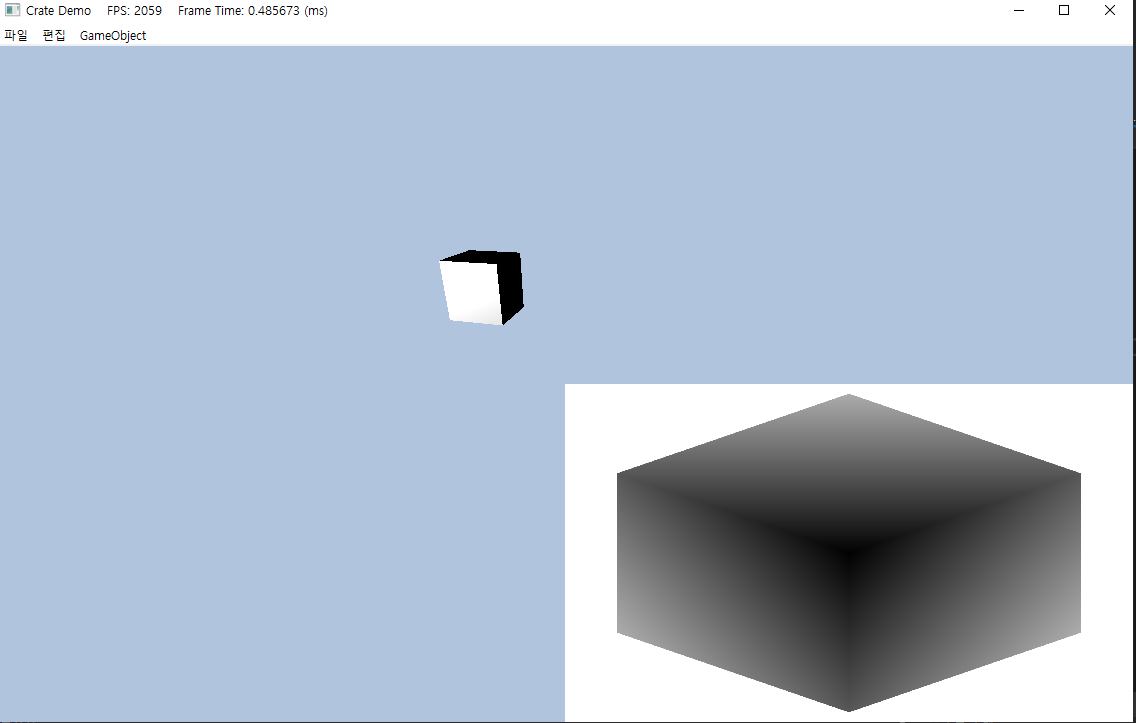 Crate Demo FPS: 2059 Frame Time: 0.485673 (ms)
파일 편집 GameObject